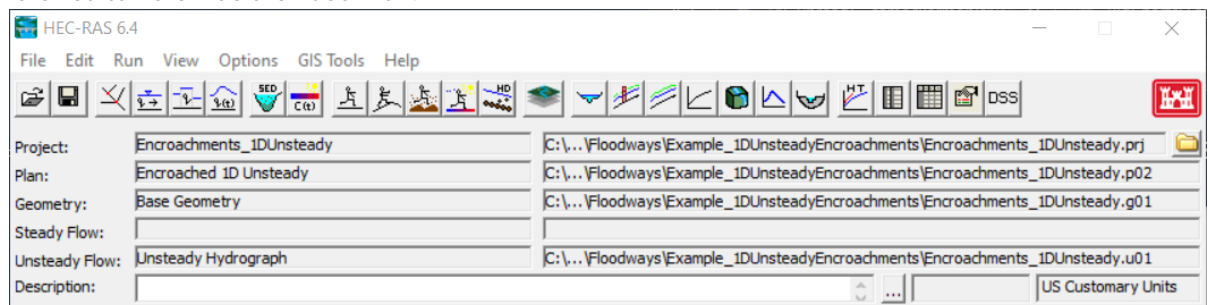 HEC-RAS 6.4
File Edit Run View Options GIS Tools Help
SED C(t) HD HT. DSS
Project: Encroachments_1DUnsteady C:\...\Floodways\Example_1DUnsteadyEncroachments\Encroachments_1DUnsteady.prj
Plan: Encroached 1D Unsteady C:\...\Floodways\Example_1DUnsteadyEncroachments\Encroachments_1DUnsteady.p02
Geometry: Base Geometry C:\...\Floodways\Example_1DUnsteadyEncroachments\Encroachments_1DUnsteady.g01
Steady Flow:
Unsteady Flow: Unsteady Hydrograph C:\...\Floodways\Example_1DUnsteadyEncroachments\Encroachments_1DUnsteady.u01
Description: ... US Customary Units